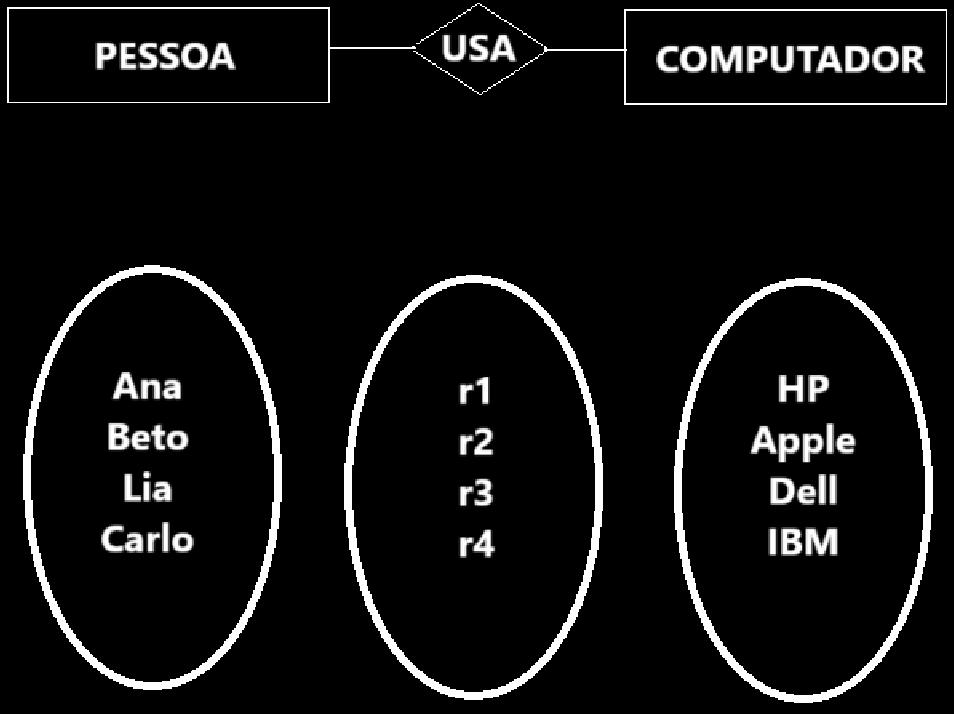 PESSOA
USA
COMPUTADOR
Ana
Beto
Lia
Carlo
r1
r2
r3
r4
HP
Apple
Dell
IBM